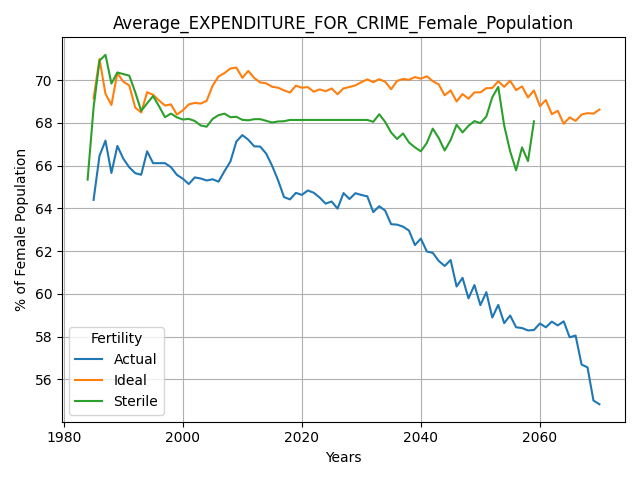 Average_EXPENDITURE_FOR_CRIME_Female_Population
% of Female Population
70
68
66
64
62
60
58
56
Fertility
Actual
Ideal
Sterile
1980
2000
2020
2040
2060
Years